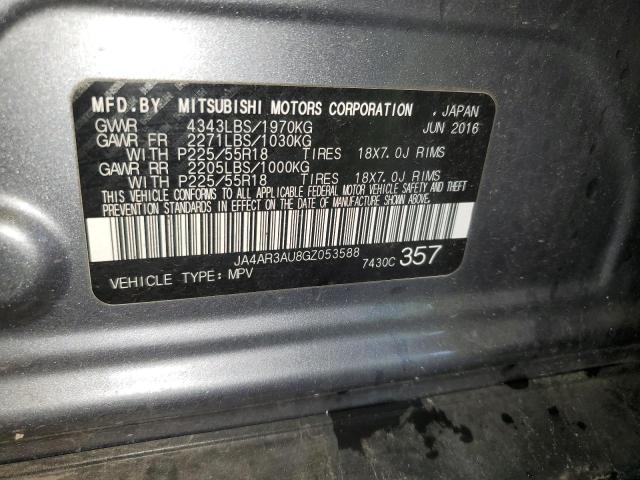 MFD.BY MITSUBISHI MOTORS CORPORATION , JAPAN
GVWR 4343LBS/1970KG JUN 2016
GAWR FR 2271LBS/1030KG
WITH P225/55R18 TIRES 18X7.0J RIMS
GAWR RR 2205LBS/1000KG
WITH P225/55R18 TIRES 18X7.0J RIMS
THIS VEHICLE CONFORMS TO ALL APPLICABLE FEDERAL MOTOR VEHICLE SAFETY AND THEFT
PREVENTION STANDARDS IN EFFECT ON THE DATE OF MANUFACTURE SHOWN ABOVE.
JA4AR3AU8GZ053588
VEHICLE TYPE: MPV 7430C 357